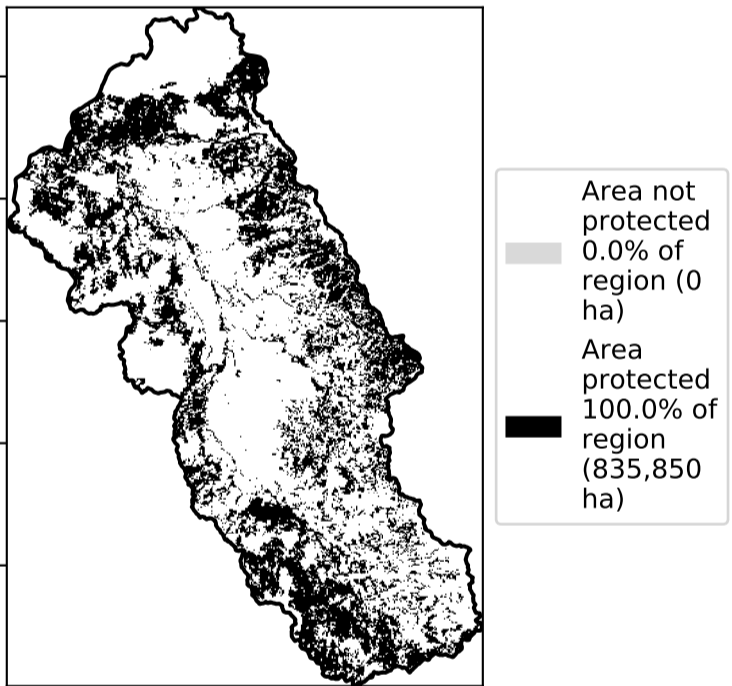 Area not
protected
0.0% of
region (0
ha)
Area
protected
100.0% of
region
(835,850
ha)